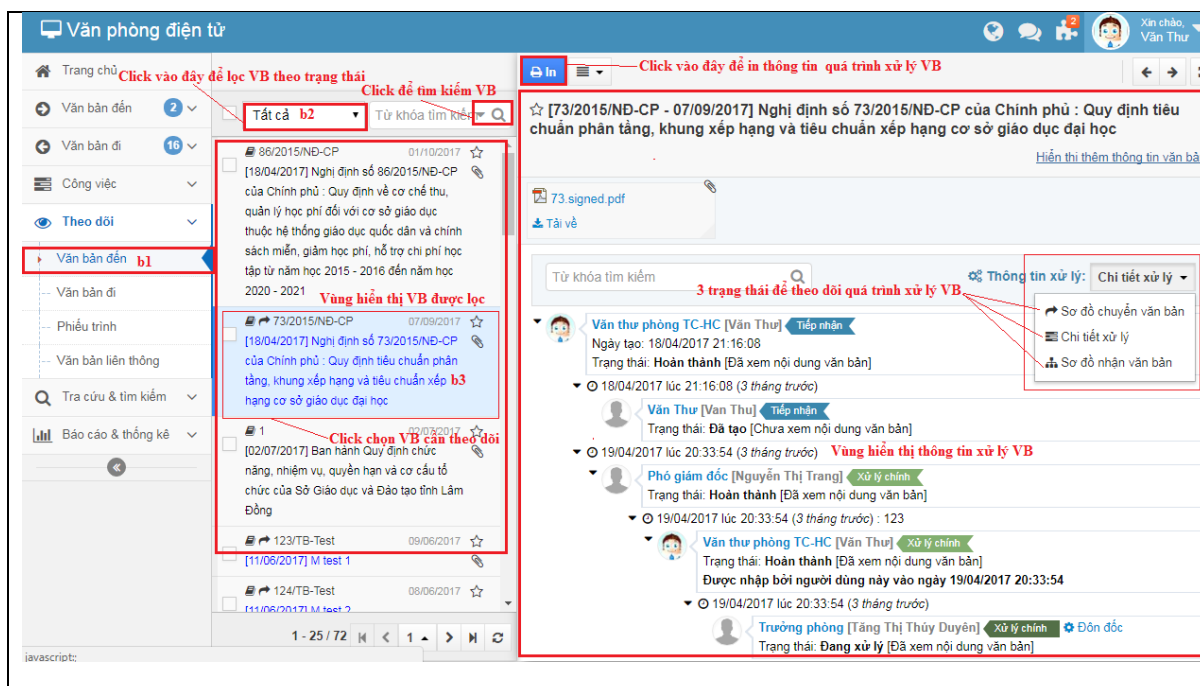 Văn phòng điện tử
2
Xin chào,
Văn Thư
Trang chủ
Văn bản đến 2
Văn bản đi 16
Công việc
Theo dõi
Văn bản đến b1
Văn bản đi
Phiếu trình
Văn bản liên thông
Tra cứu & tìm kiếm
Báo cáo & thống kê
javascript:;
Click vào đây để lọc VB theo trạng thái
Click để tìm kiếm VB
Tất cả b2
Từ khóa tìm kiếm
86/2015/NĐ-CP 01/10/2017
[18/04/2017] Nghị định số 86/2015/NĐ-CP
của Chính phủ : Quy định về cơ chế thu,
quản lý học phí đối với cơ sở giáo dục
thuộc hệ thống giáo dục quốc dân và chính
sách miễn, giảm học phí, hỗ trợ chi phí học
tập từ năm học 2015 - 2016 đến năm học
2020 - 2021
Vùng hiển thị VB được lọc
73/2015/NĐ-CP 07/09/2017
[18/04/2017] Nghị định số 73/2015/NĐ-CP
của Chính phủ : Quy định tiêu chuẩn phân
tầng, khung xếp hạng và tiêu chuẩn xếp b3
hạng cơ sở giáo dục đại học
1 02/07/2017
Click chọn VB cần theo dõi
[02/07/2017] Ban hành Quy định chức
năng, nhiệm vụ, quyền hạn và cơ cấu tổ
chức của Sở Giáo dục và Đào tạo tỉnh Lâm
Đồng
123/TB-Test 09/06/2017
[11/06/2017] M test 1
124/TB-Test 08/06/2017
[11/06/2017] M test 2
1 - 25 / 72 1
In
Click vào đây để in thông tin quá trình xử lý VB
[73/2015/NĐ-CP - 07/09/2017] Nghị định số 73/2015/NĐ-CP của Chính phủ : Quy định tiêu
chuẩn phân tầng, khung xếp hạng và tiêu chuẩn xếp hạng cơ sở giáo dục đại học
Hiển thị thêm thông tin văn bả
73.signed.pdf
Tải về
Từ khóa tìm kiếm
Thông tin xử lý: Chi tiết xử lý
3 trạng thái để theo dõi quá trình xử lý VB
Sơ đồ chuyển văn bản
Chi tiết xử lý
Sơ đồ nhận văn bản
Văn thư phòng TC-HC [Văn Thư] Tiếp nhận
Ngày tạo: 18/04/2017 21:16:08
Trạng thái: Hoàn thành [Đã xem nội dung văn bản]
18/04/2017 lúc 21:16:08 (3 tháng trước)
Văn Thư [Van Thu] Tiếp nhận
Trạng thái: Đã tạo [Chưa xem nội dung văn bản]
19/04/2017 lúc 20:33:54 (3 tháng trước) Vùng hiển thị thông tin xử lý VB
Phó giám đốc [Nguyễn Thị Trang] Xử lý chính
Trạng thái: Hoàn thành [Đã xem nội dung văn bản]
19/04/2017 lúc 20:33:54 (3 tháng trước) : 123
Văn thư phòng TC-HC [Văn Thư] Xử lý chính
Trạng thái: Hoàn thành [Đã xem nội dung văn bản]
Được nhập bởi người dùng này vào ngày 19/04/2017 20:33:54
19/04/2017 lúc 20:33:54 (3 tháng trước)
Trưởng phòng [Tăng Thị Thúy Duyên] Xử lý chính Đôn đốc
Trạng thái: Đang xử lý [Đã xem nội dung văn bản]